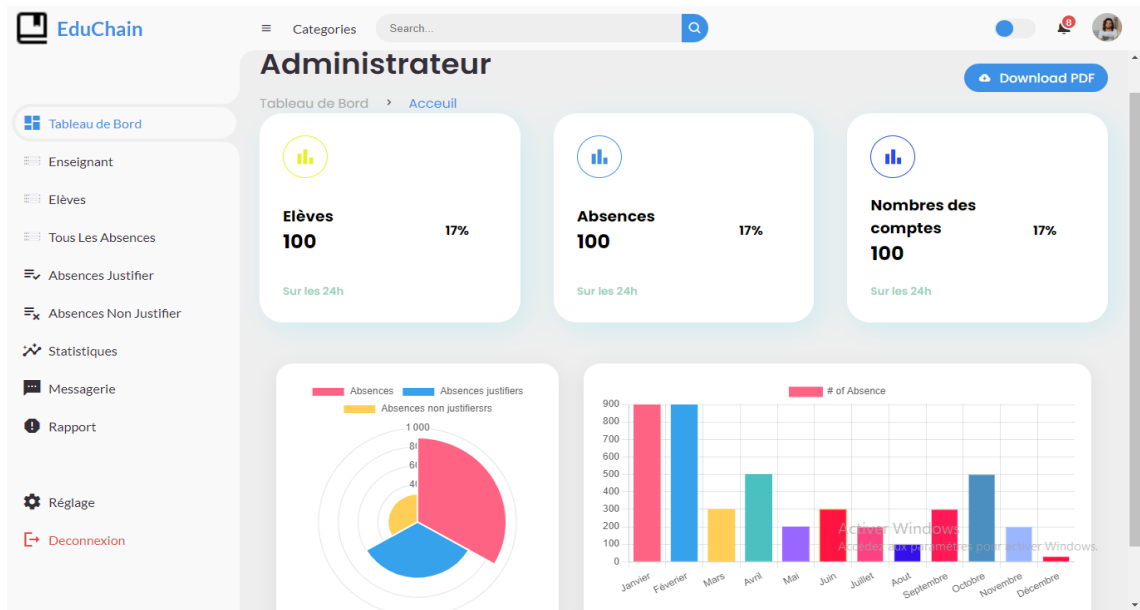 EduChain
Categories
Search...
8
Administrateur
Download PDF
Tableau de Bord > Acceuil
Tableau de Bord
Enseignant
Elèves
Tous Les Absences
Absences Justifier
Absences Non Justifier
Statistiques
Messagerie
Rapport
Réglage
Deconnexion
Elèves
100
17%
Sur les 24h
Absences
100
17%
Sur les 24h
Nombres des
comptes
100
17%
Sur les 24h
Absences Absences justifiers
Absences non justifiersrs
1 000
# of Absence
900
800
700
600
500
400
300
200
100
0
Janvier Féverier Mars Avril Mai Juin Juillet Aout Septembre Octobre Novembre Décembre
Activer Windows
Accédez aux paramètres pour activer Windows.